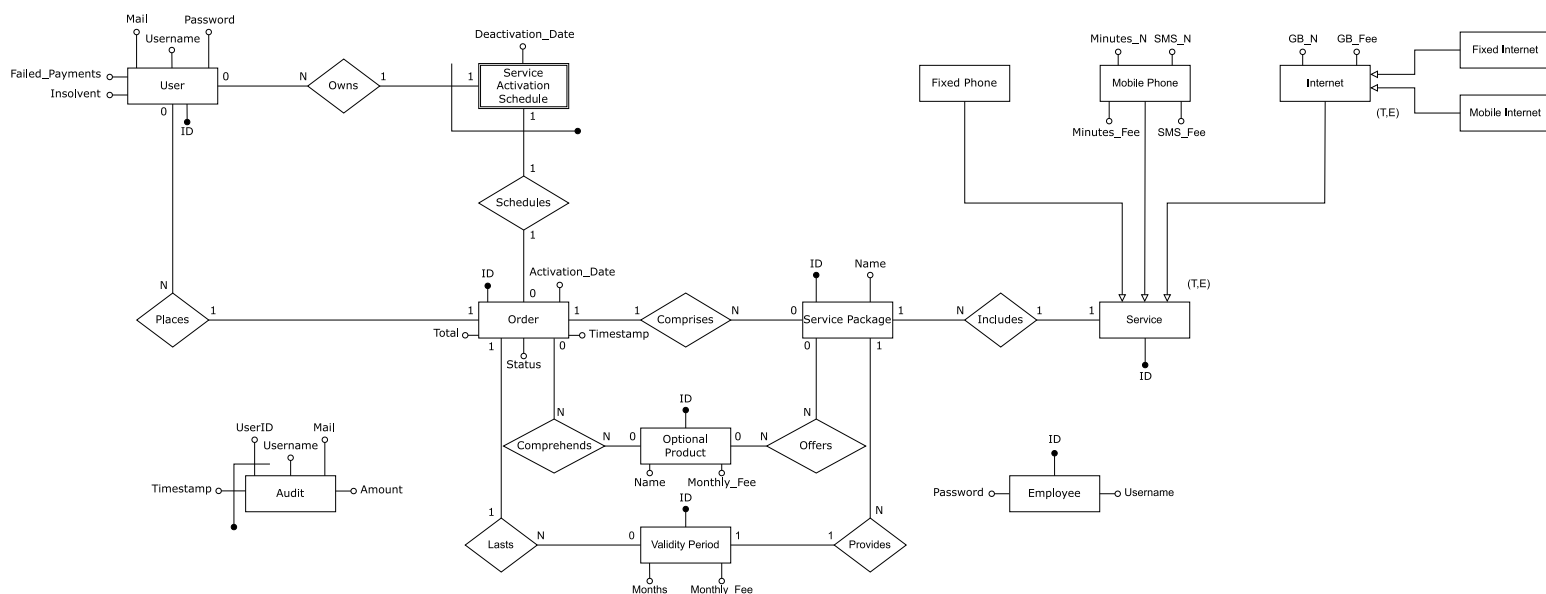 Mail
Password
Username
Failed_Payments
Insolvent
User
ID
0
0
N
Owns
1
1
Deactivation_Date
Service
Activation
Schedule
1
1
Schedules
1
0
N
Places
1
1
ID
Activation_Date
Order
Total
Status
Timestamp
1
0
1
1
Comprises
N
0
ID
Name
Service Package
0
1
1
N
Includes
1
1
Service
ID
(T,E)
Fixed Phone
Minutes_N
SMS_N
Mobile Phone
Minutes_Fee
SMS_Fee
GB_N
GB_Fee
Internet
(T,E)
Fixed Internet
Mobile Internet
N
Comprehends
N
0
ID
Optional
Product
Name
Monthly_Fee
0
N
Offers
N
1
Lasts
N
0
ID
Validity Period
Months
Monthly_Fee
1
1
Provides
N
UserID
Mail
Username
Timestamp
Audit
Amount
ID
Password
Employee
Username